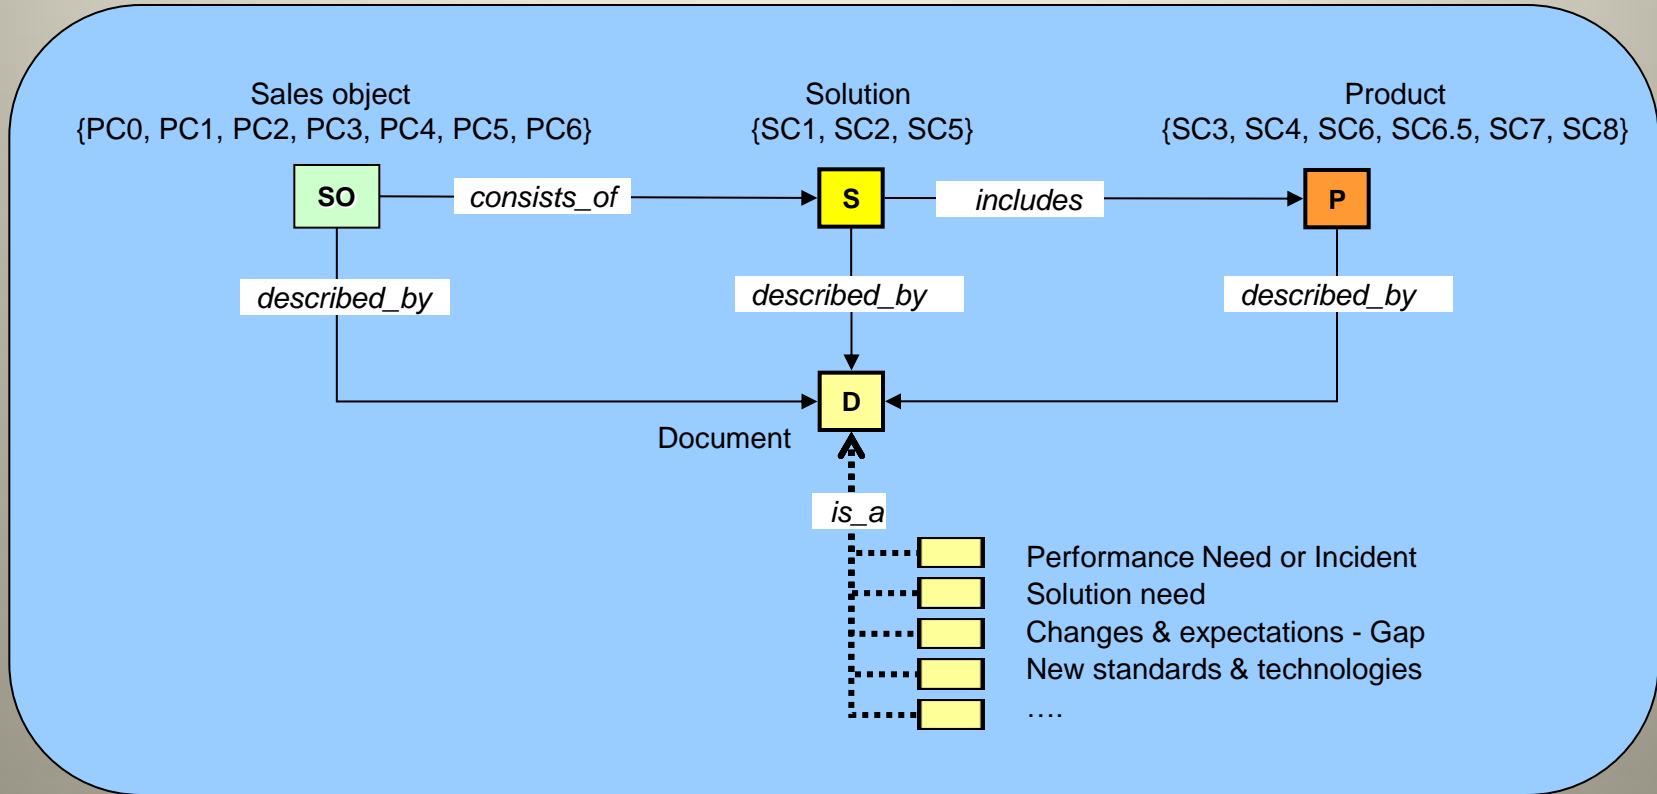 Sales object
{PC0, PC1, PC2, PC3, PC4, PC5, PC6}
Solution
{SC1, SC2, SC5}
Product
{SC3, SC4, SC6, SC6.5, SC7, SC8}
SO
consists_of
S
includes
P
described_by
described_by
described_by
D
Document
is_a
Performance Need or Incident
Solution need
Changes & expectations - Gap
New standards & technologies
....